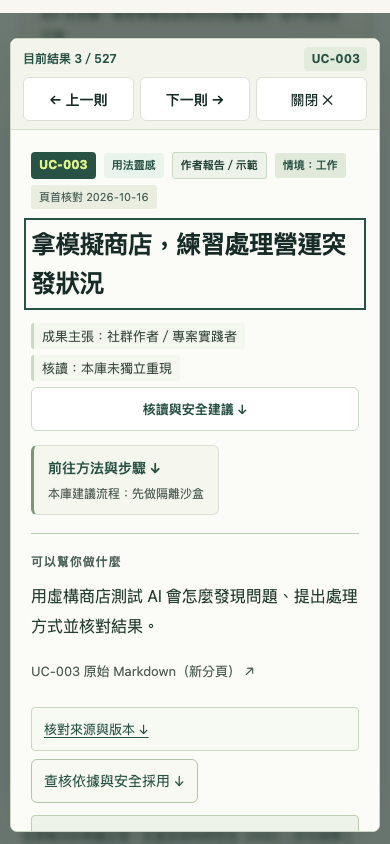 目前結果 3 / 527
UC-003
← 上一則
下一則 →
關閉 ✕
UC-003
用法靈感
作者報告 / 示範
情境：工作
頁首核對 2026-10-16
拿模擬商店，練習處理營運突
發狀況
成果主張：社群作者 / 專案實踐者
核讀：本庫未獨立重現
核讀與安全建議 ↓
前往方法與步驟 ↓
本庫建議流程：先做隔離沙盒
可以幫你做什麼
用虛構商店測試 AI 會怎麼發現問題、提出處理
方式並核對結果。
UC-003 原始 Markdown（新分頁） ↗
核對來源與版本 ↓
查核依據與安全採用 ↓